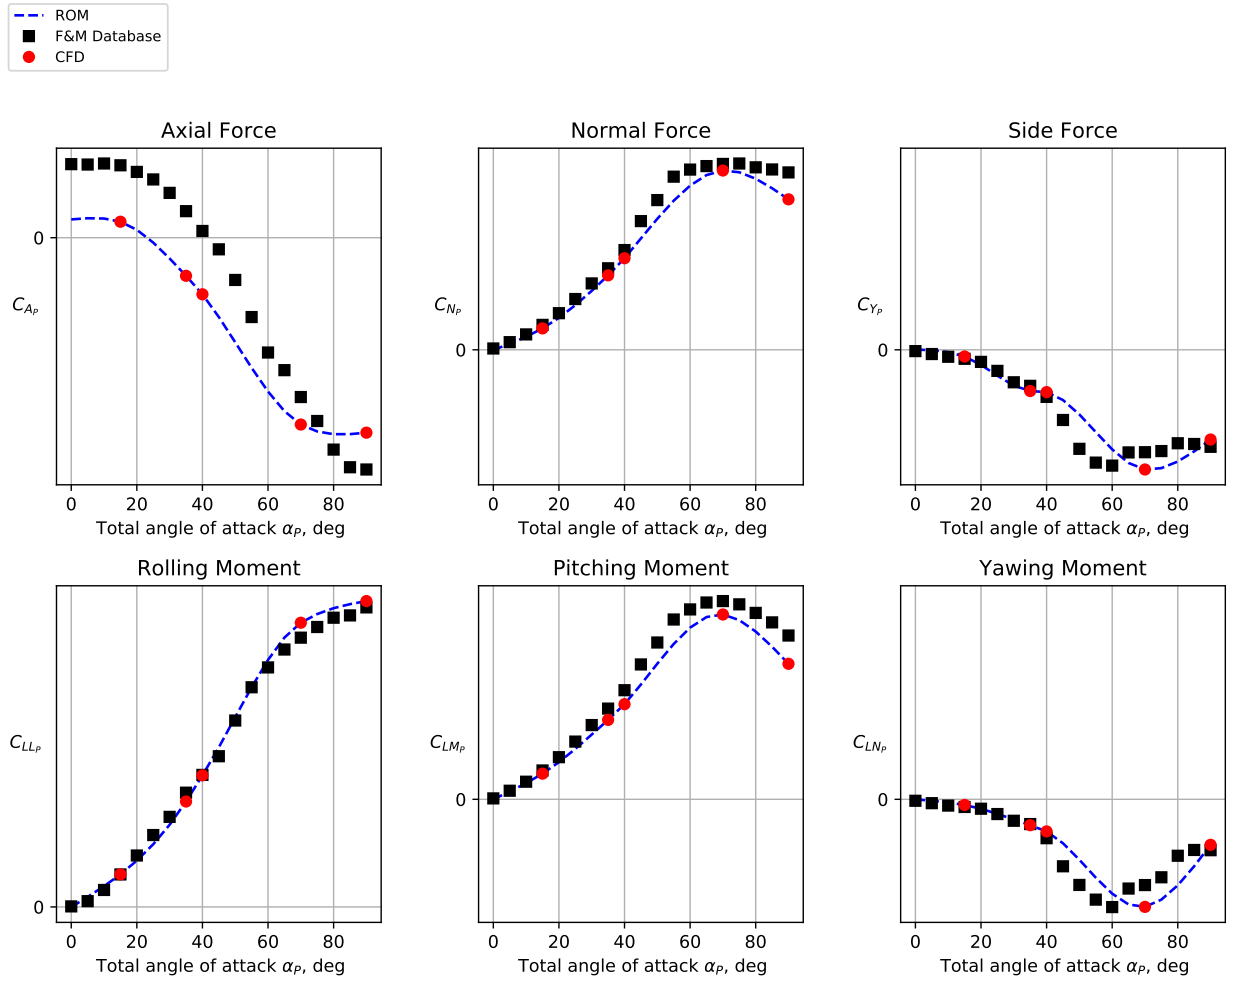 ROM
F&M Database
CFD
Axial Force
Normal Force
Side Force
0
0
0
C_{A_P}
C_{N_P}
C_{Y_P}
0 20 40 60 80
0 20 40 60 80
0 20 40 60 80
Total angle of attack α_P, deg
Total angle of attack α_P, deg
Total angle of attack α_P, deg
Rolling Moment
Pitching Moment
Yawing Moment
C_{LL_P}
C_{LM_P}
C_{LN_P}
0
0
0
0 20 40 60 80
0 20 40 60 80
0 20 40 60 80
Total angle of attack α_P, deg
Total angle of attack α_P, deg
Total angle of attack α_P, deg